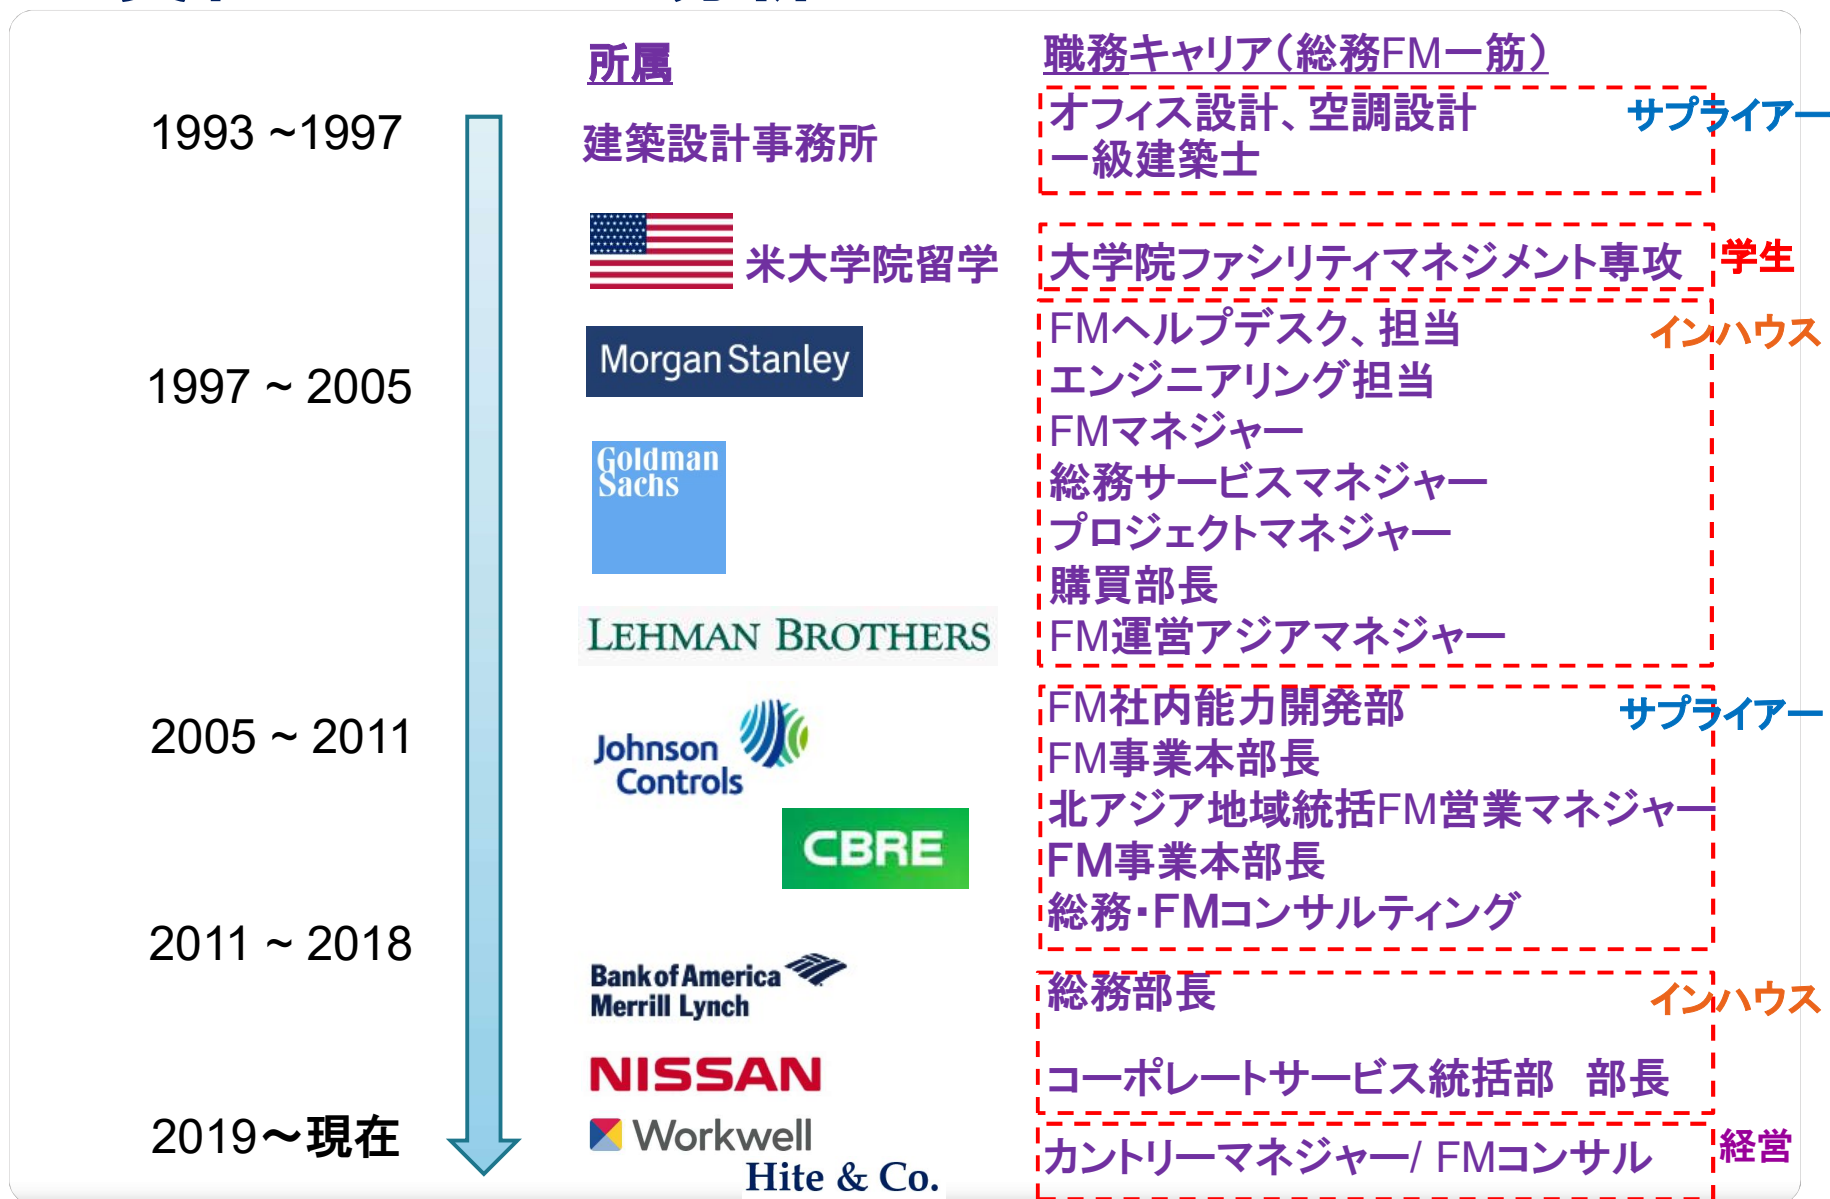 所属
職務キャリア（総務FM一筋）
1993 ~1997
建築設計事務所
オフィス設計、空調設計
一級建築士
サプライアー
米大学院留学
大学院ファシリティマネジメント専攻
学生
1997 ~ 2005
Morgan Stanley
Goldman
Sachs
LEHMAN BROTHERS
FMヘルプデスク、担当
エンジニアリング担当
FMマネジャー
総務サービスマネジャー
プロジェクトマネジャー
購買部長
FM運営アジアマネジャー
インハウス
2005 ~ 2011
Johnson
Controls
CBRE
FM社内能力開発部
FM事業本部長
北アジア地域統括FM営業マネジャー
FM事業本部長
総務・FMコンサルティング
サプライアー
2011 ~ 2018
Bank of America
Merrill Lynch
NISSAN
総務部長
コーポレートサービス統括部　部長
インハウス
2019～現在
Workwell
Hite & Co.
カントリーマネジャー/ FMコンサル
経営